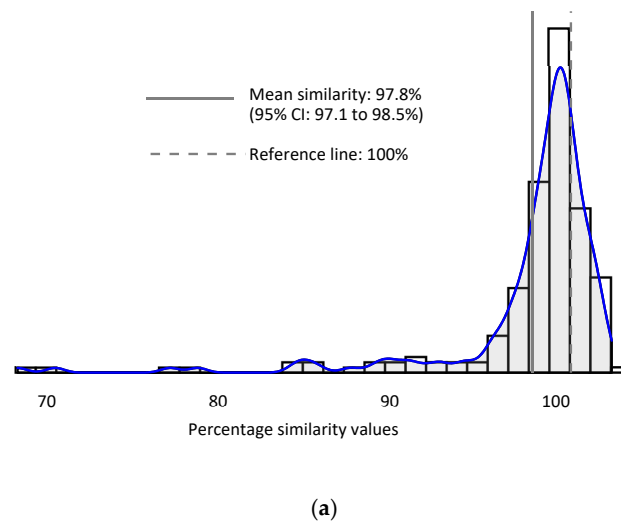 Mean similarity: 97.8%
(95% CI: 97.1 to 98.5%)
Reference line: 100%
70 80 90 100
Percentage similarity values
(a)